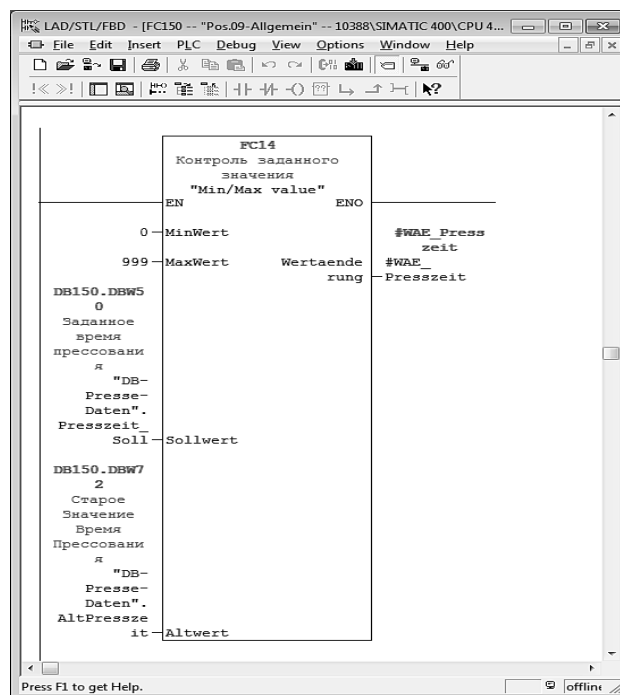 LAD/STL/FBD - [FC150 -- "Pos.09-Allgemein" -- 10388\SIMATIC 400\CPU 4...
File Edit Insert PLC Debug View Options Window Help
FC14
Контроль заданного
значения
"Min/Max value"
EN ENO
0 MinWert #WAE_Press
zeit
999 MaxWert Wertaende #WAE_
rung Presszeit
DB150.DBW5
0
Заданное
время
прессовани
я
"DB-
Presse-
Daten".
Presszeit_
Soll Sollwert
DB150.DBW7
2
Старое
Значение
Время
Прессовани
я
"DB-
Presse-
Daten".
AltPressze
it Altwert
Press F1 to get Help. offline